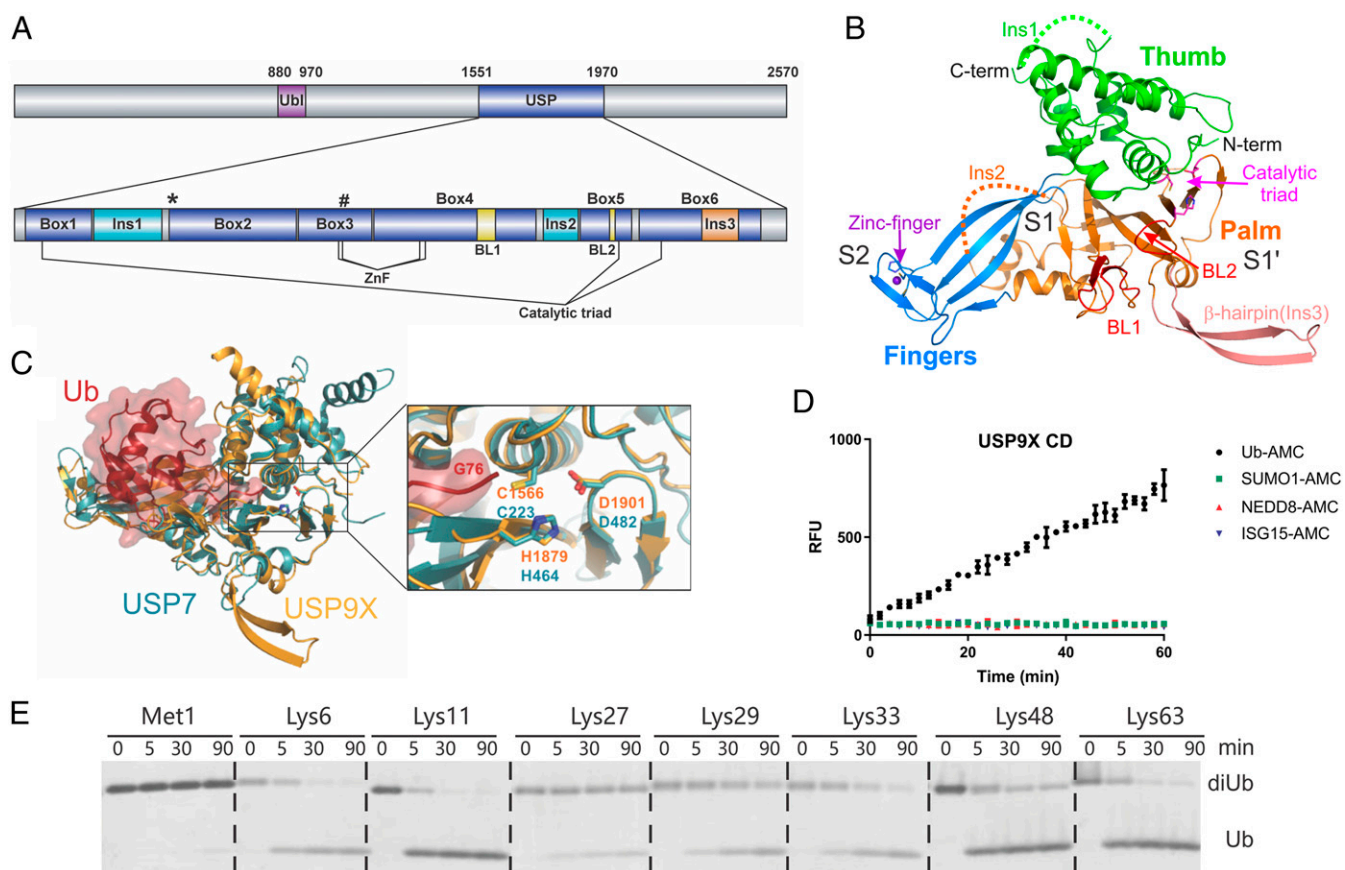 A
880 970 1551 1970 2570
Ubl USP
* # Box4 Box5 Box6
Box1 Ins1 Box2 Box3 Ins2 Ins3
BL1 BL2
ZnF
Catalytic triad
B
Ins1
Thumb
C-term
N-term
Ins2
Catalytic
triad
Zinc-finger
S1
Palm
S2
S1'
BL2
BL1
β-hairpin(Ins3)
Fingers
C
Ub
G76
C1566
C223
D1901
D482
H1879
H464
USP7 USP9X
D
USP9X CD
1000
500
0
RFU
0 20 40 60
Time (min)
Ub-AMC
SUMO1-AMC
NEDD8-AMC
ISG15-AMC
E
Met1 Lys6 Lys11 Lys27 Lys29 Lys33 Lys48 Lys63
0 5 30 90 0 5 30 90 0 5 30 90 0 5 30 90 0 5 30 90 0 5 30 90 0 5 30 90 0 5 30 90 min
diUb
Ub